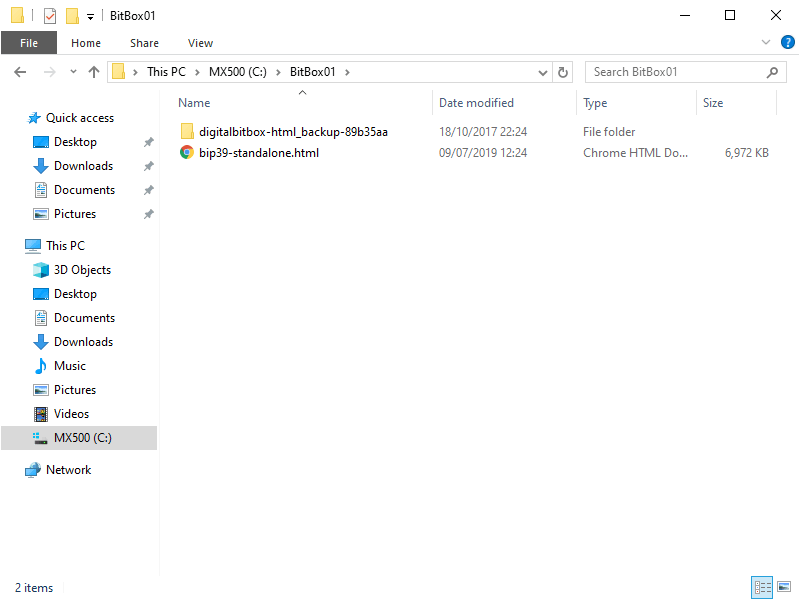 BitBox01
File Home Share View
This PC MX500 (C:) BitBox01 Search BitBox01
Name Date modified Type Size
digitalbitbox-html_backup-89b35aa 18/10/2017 22:24 File folder
bip39-standalone.html 09/07/2019 12:24 Chrome HTML Do... 6,972 KB
Quick access
Desktop
Downloads
Documents
Pictures
This PC
3D Objects
Desktop
Documents
Downloads
Music
Pictures
Videos
MX500 (C:)
Network
2 items